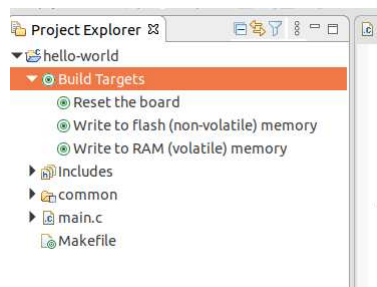 Project Explorer
hello-world
Build Targets
Reset the board
Write to flash (non-volatile) memory
Write to RAM (volatile) memory
Includes
common
main.c
Makefile